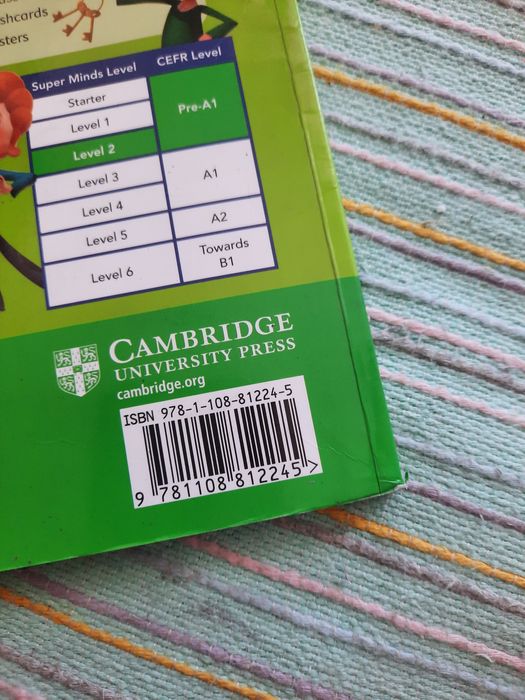 shcards
sters
Super Minds Level CEFR Level
Starter
Level 1
Pre-A1
Level 2
Level 3
A1
Level 4
Level 5
A2
Level 6
Towards
B1
CAMBRIDGE
UNIVERSITY PRESS
cambridge.org
ISBN 978-1-108-81224-5
9 781108 812245 >